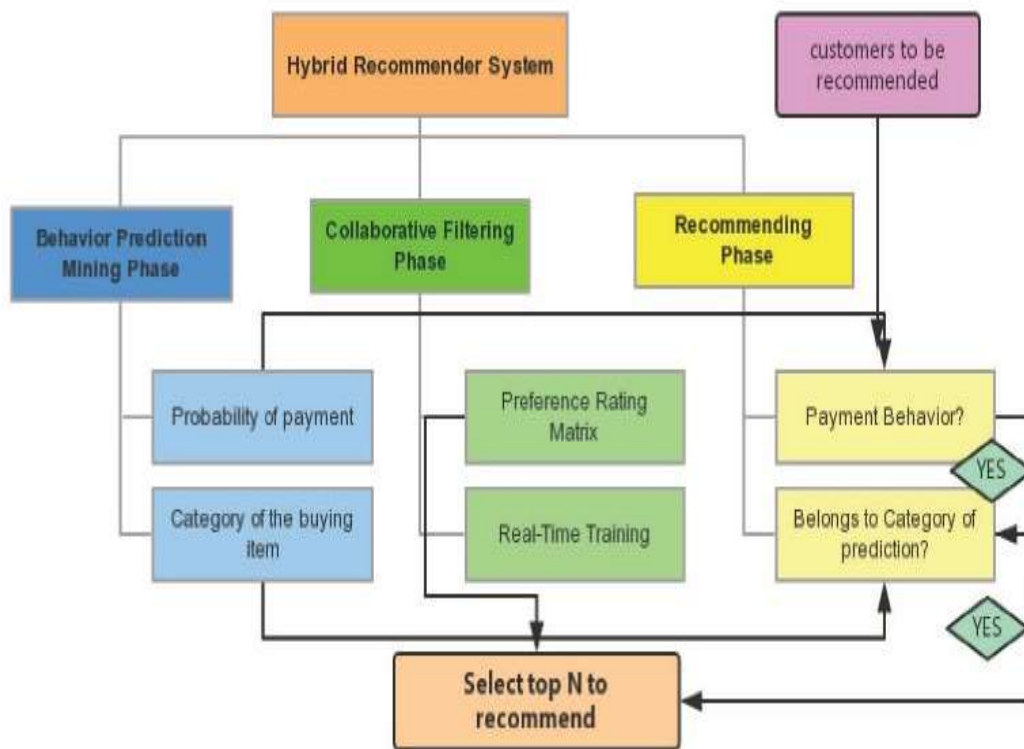 Hybrid Recommender System
customers to be
recommended
Behavior Prediction
Mining Phase
Collaborative Filtering
Phase
Recommending
Phase
Probability of payment
Preference Rating
Matrix
Payment Behavior?
YES
Category of the buying
item
Real-Time Training
Belongs to Category of
prediction?
YES
Select top N to
recommend